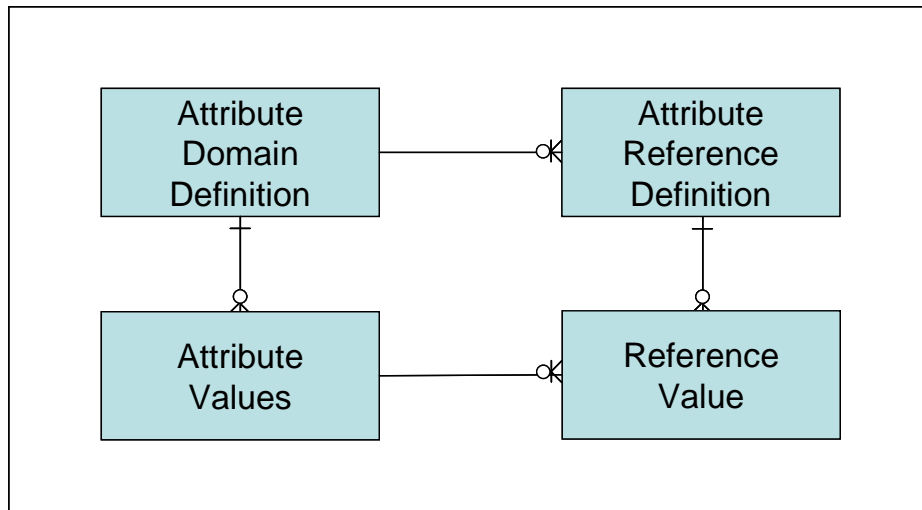 Attribute
Domain
Definition
Attribute
Reference
Definition
Attribute
Values
Reference
Value